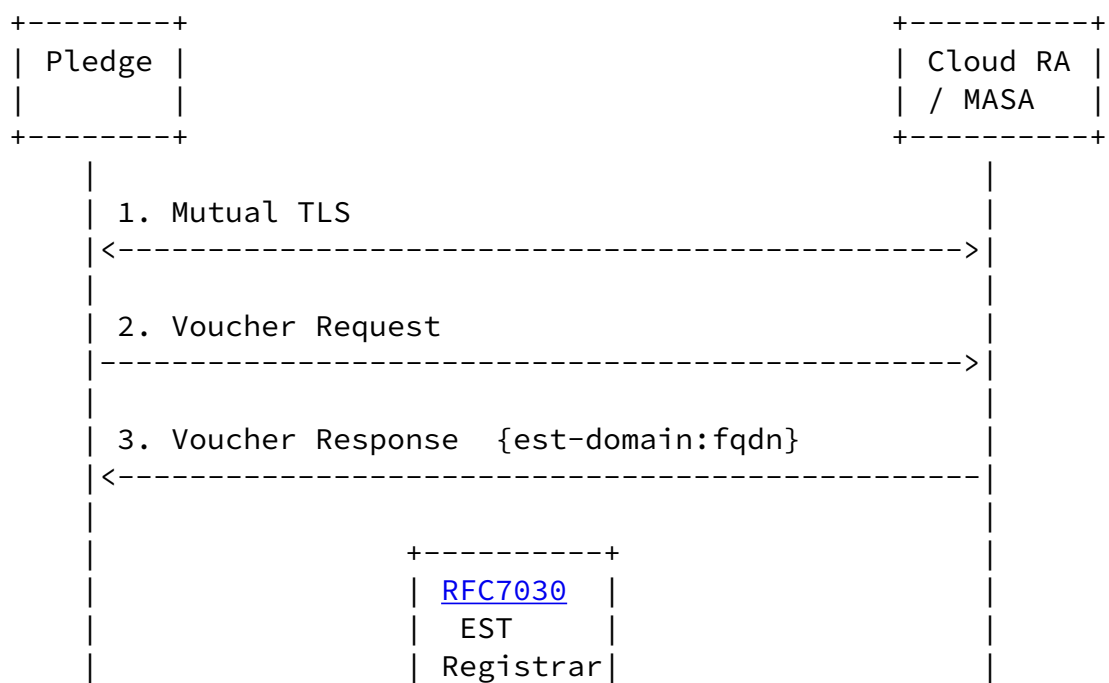 Pledge
Cloud RA
/ MASA
1. Mutual TLS
2. Voucher Request
3. Voucher Response {est-domain:fqdn}
RFC7030
EST
Registrar